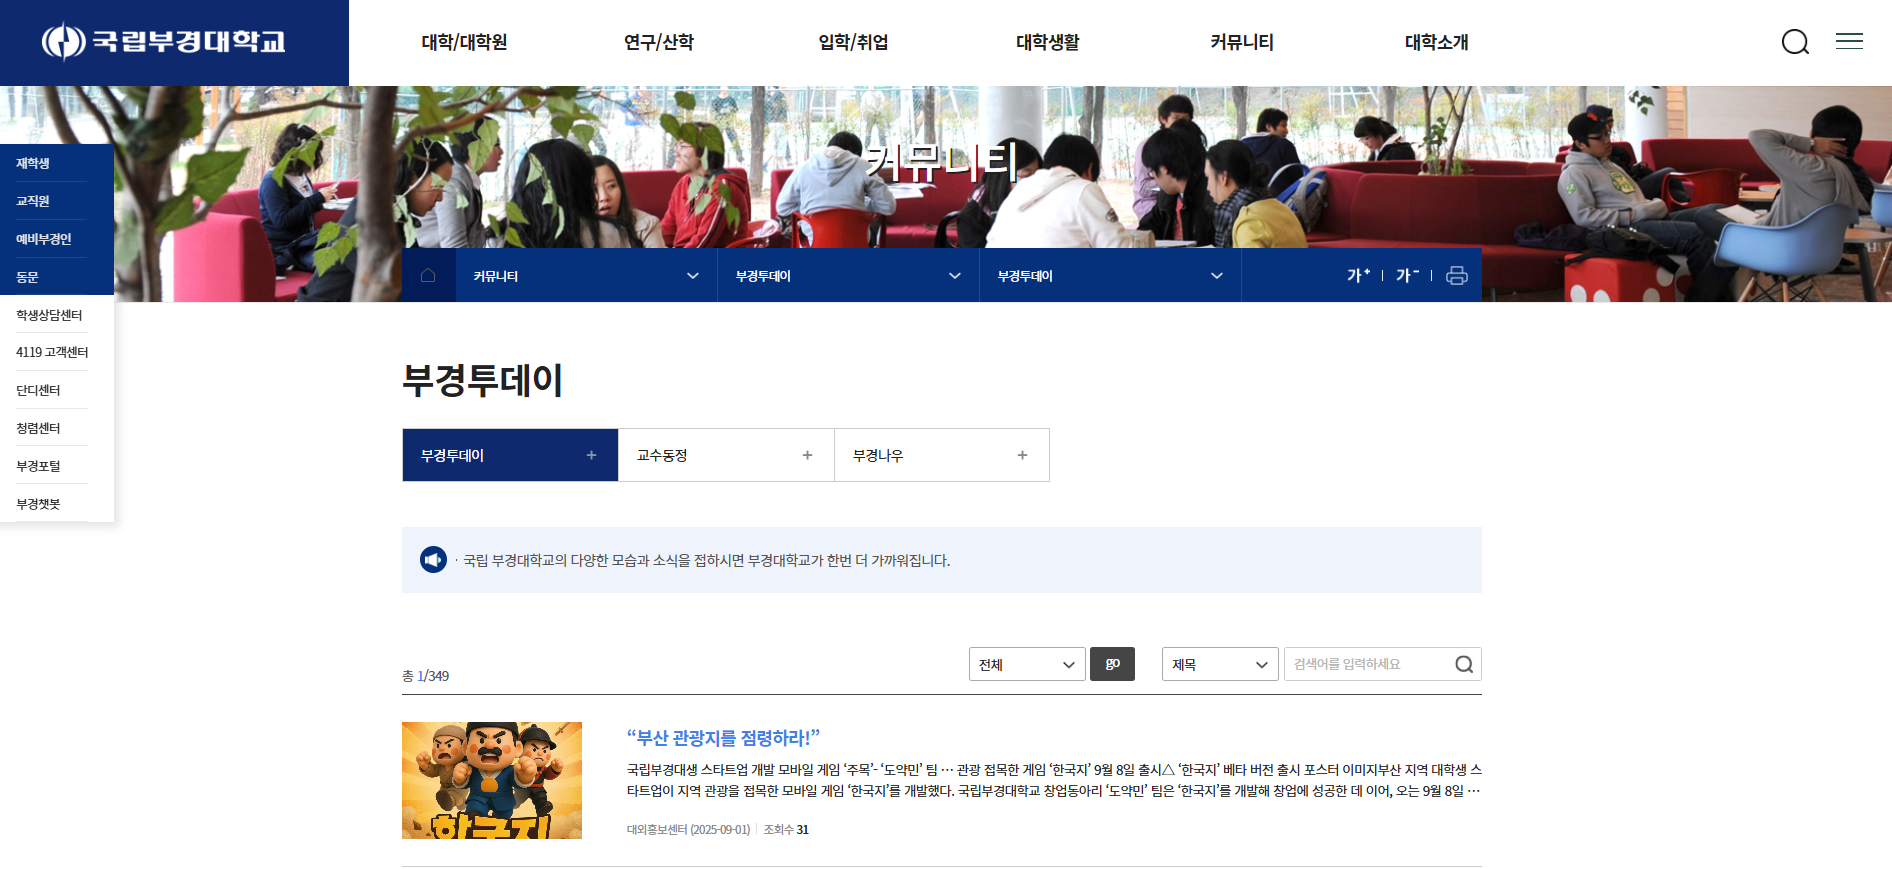 국립부경대학교
대학/대학원
연구/산학
입학/취업
대학생활
커뮤니티
대학소개
커뮤니티
재학생
교직원
예비부경인
동문
학생상담센터
4119 고객센터
단디센터
청렴센터
부경포털
부경챗봇
커뮤니티
부경투데이
부경투데이
가+
가-
부경투데이
부경투데이 +
교수동정 +
부경나우 +
· 국립 부경대학교의 다양한 모습과 소식을 접하시면 부경대학교가 한번 더 가까워집니다.
총 1/349
전체
go
제목
검색어를 입력하세요
한국지
“부산 관광지를 점령하라!”
국립부경대생 스타트업 개발 모바일 게임 ‘주목’- ‘도약민’ 팀 … 관광 접목한 게임 ‘한국지’ 9월 8일 출시△ ‘한국지’ 베타 버전 출시 포스터 이미지부산 지역 대학생 스
타트업이 지역 관광을 접목한 모바일 게임 ‘한국지’를 개발했다. 국립부경대학교 창업동아리 ‘도약민’ 팀은 ‘한국지’를 개발해 창업에 성공한 데 이어, 오는 9월 8일 …
대외홍보센터 (2025-09-01) | 조회수 31